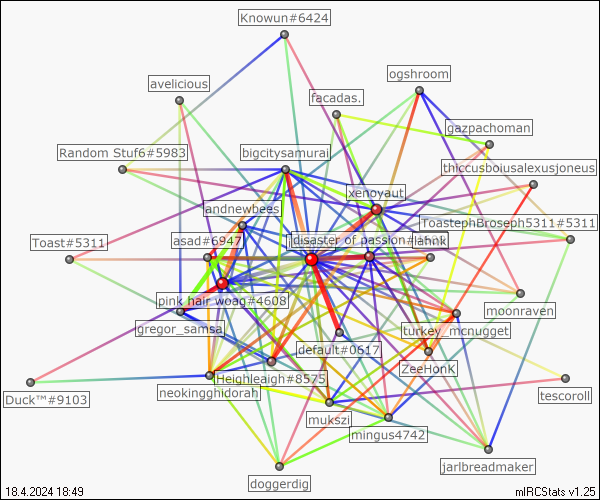 Knowun#6424
ogshroom
avelicious
facadas.
gazpachoman
Random Stuf6#5983
bigcitysamurai
thiccusboiusalexusjoneus
xenoyaut
andnewbees
ToastephBroseph5311#5311
Toast#5311
asad#6947
disaster of passion
pink hair woag#4608
moonraven
gregor_samsa
turkey_mcnugget
default#0617
ZeeHonK
Heighleigh#8575
Duck™#9103
neokingghidorah
tescoroll
mukszi
mingus4742
jarlbreadmaker
doggerdig
18.4.2024 18:49
mIRCStats v1.25